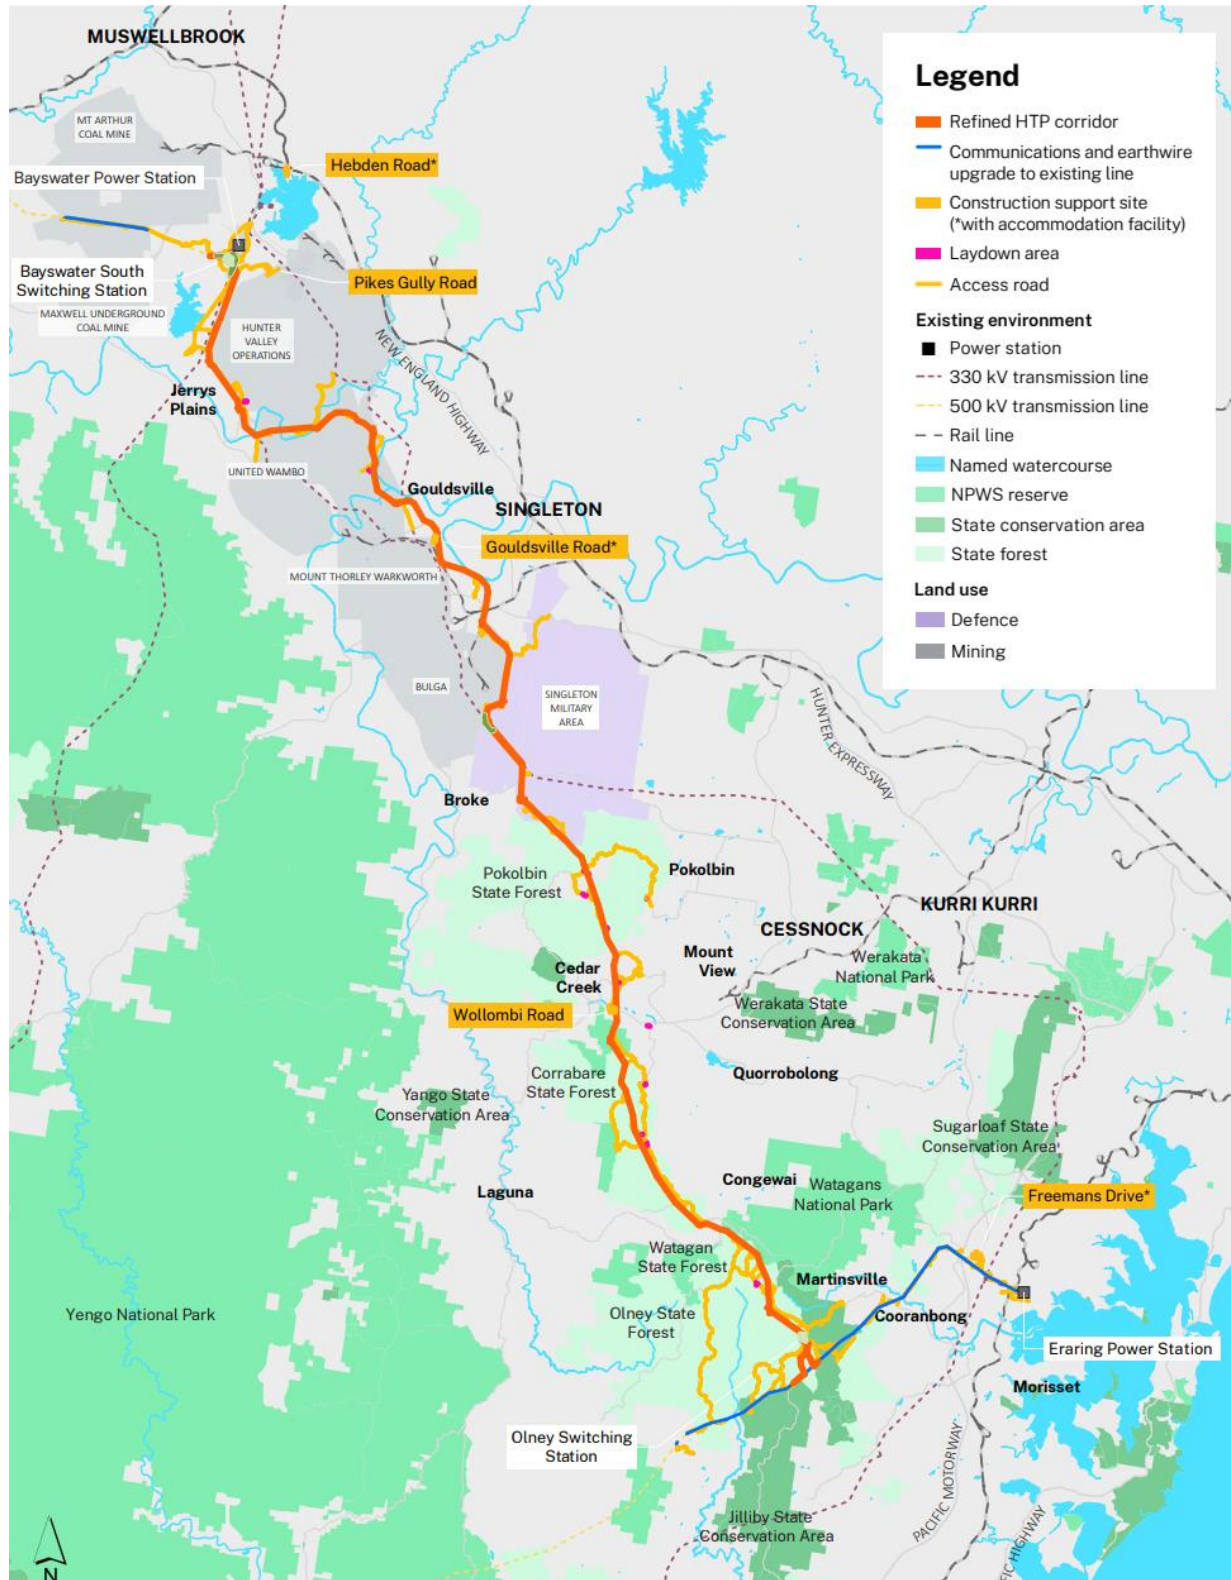 MUSWELLBROOK
MT ARTHUR
COAL MINE
Hebden Road*
Bayswater Power Station
Bayswater South
Switching Station
Pikes Gully Road
MAXWELL UNDERGROUND
COAL MINE
HUNTER
VALLEY
OPERATIONS
NEW ENGLAND HIGHWAY
Jerrys
Plains
UNITED WAMBO
Gouldsville
SINGLETON
Gouldsville Road*
MOUNT THORLEY WARKWORTH
BULGA
SINGLETON
MILITARY
AREA
HUNTER EXPRESSWAY
Broke
Pokolbin
State Forest
Pokolbin
KURRI KURRI
CESSNOCK
Mount
View
Werakata
National Park
Cedar
Creek
Werakata State
Conservation Area
Wollombi Road
Corrabare
State Forest
Quorrobolong
Yango State
Conservation Area
Sugarloaf State
Conservation Area
Laguna
Congewai
Watagans
National Park
Freemans Drive*
Watagan
State Forest
Martinsville
Yengo National Park
Olney State
Forest
Cooranbong
Eraring Power Station
Morisset
Olney Switching
Station
PACIFIC MOTORWAY
Jilliby State
Conservation Area
FIC HIGHWAY
N
Legend
Refined HTP corridor
Communications and earthwire
upgrade to existing line
Construction support site
(*with accommodation facility)
Laydown area
Access road
Existing environment
Power station
330 kV transmission line
500 kV transmission line
Rail line
Named watercourse
NPWS reserve
State conservation area
State forest
Land use
Defence
Mining